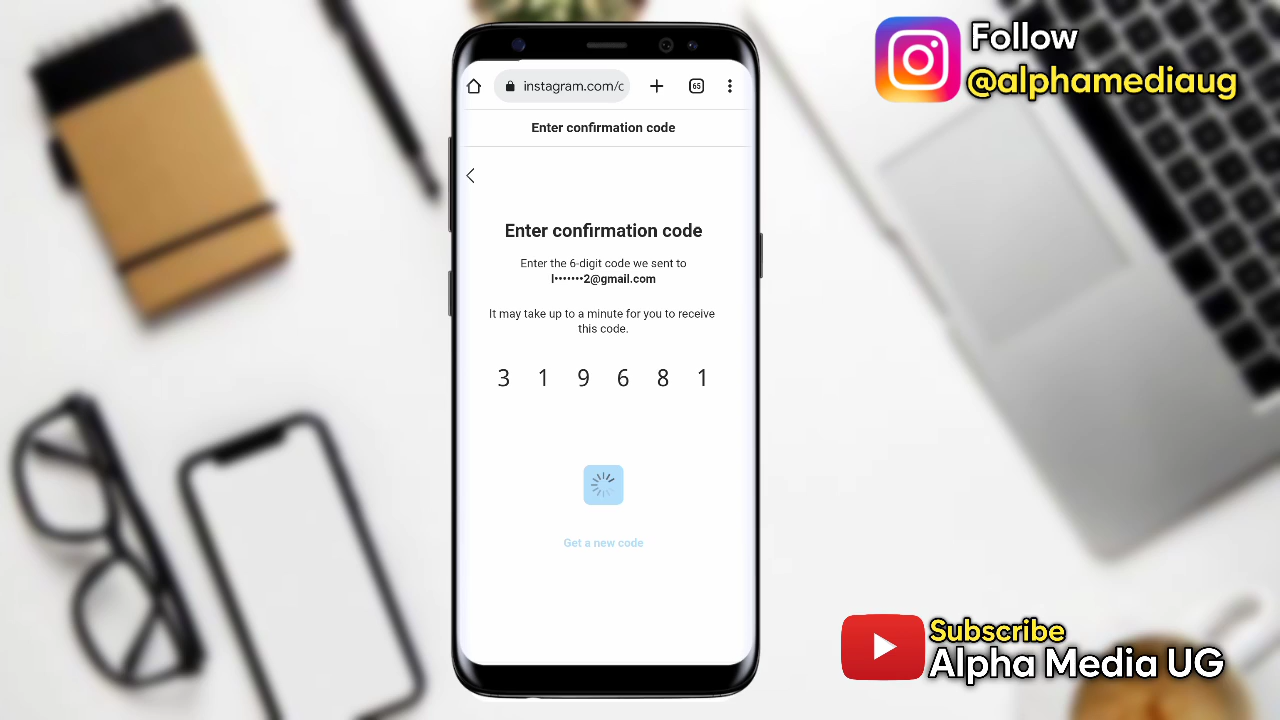 Follow
@alphamediaug
65
Enter confirmation code
Enter confirmation code
Enter the 6-digit code we sent to
l•••••••2@gmail.com
It may take up to a minute for you to receive
this code.
3 1 9 6 8 1
Get a new code
Subscribe
Alpha Media UG
instagram.com/c